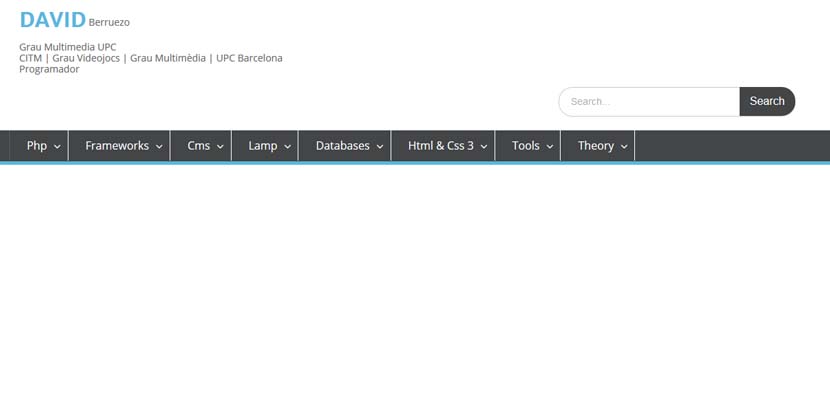 DAVID Berruezo
Grau Multimedia UPC
CITM | Grau Videojocs | Grau Multimèdia | UPC Barcelona
Programador
Search...
Search
Php Frameworks Cms Lamp Databases Html & Css 3 Tools Theory